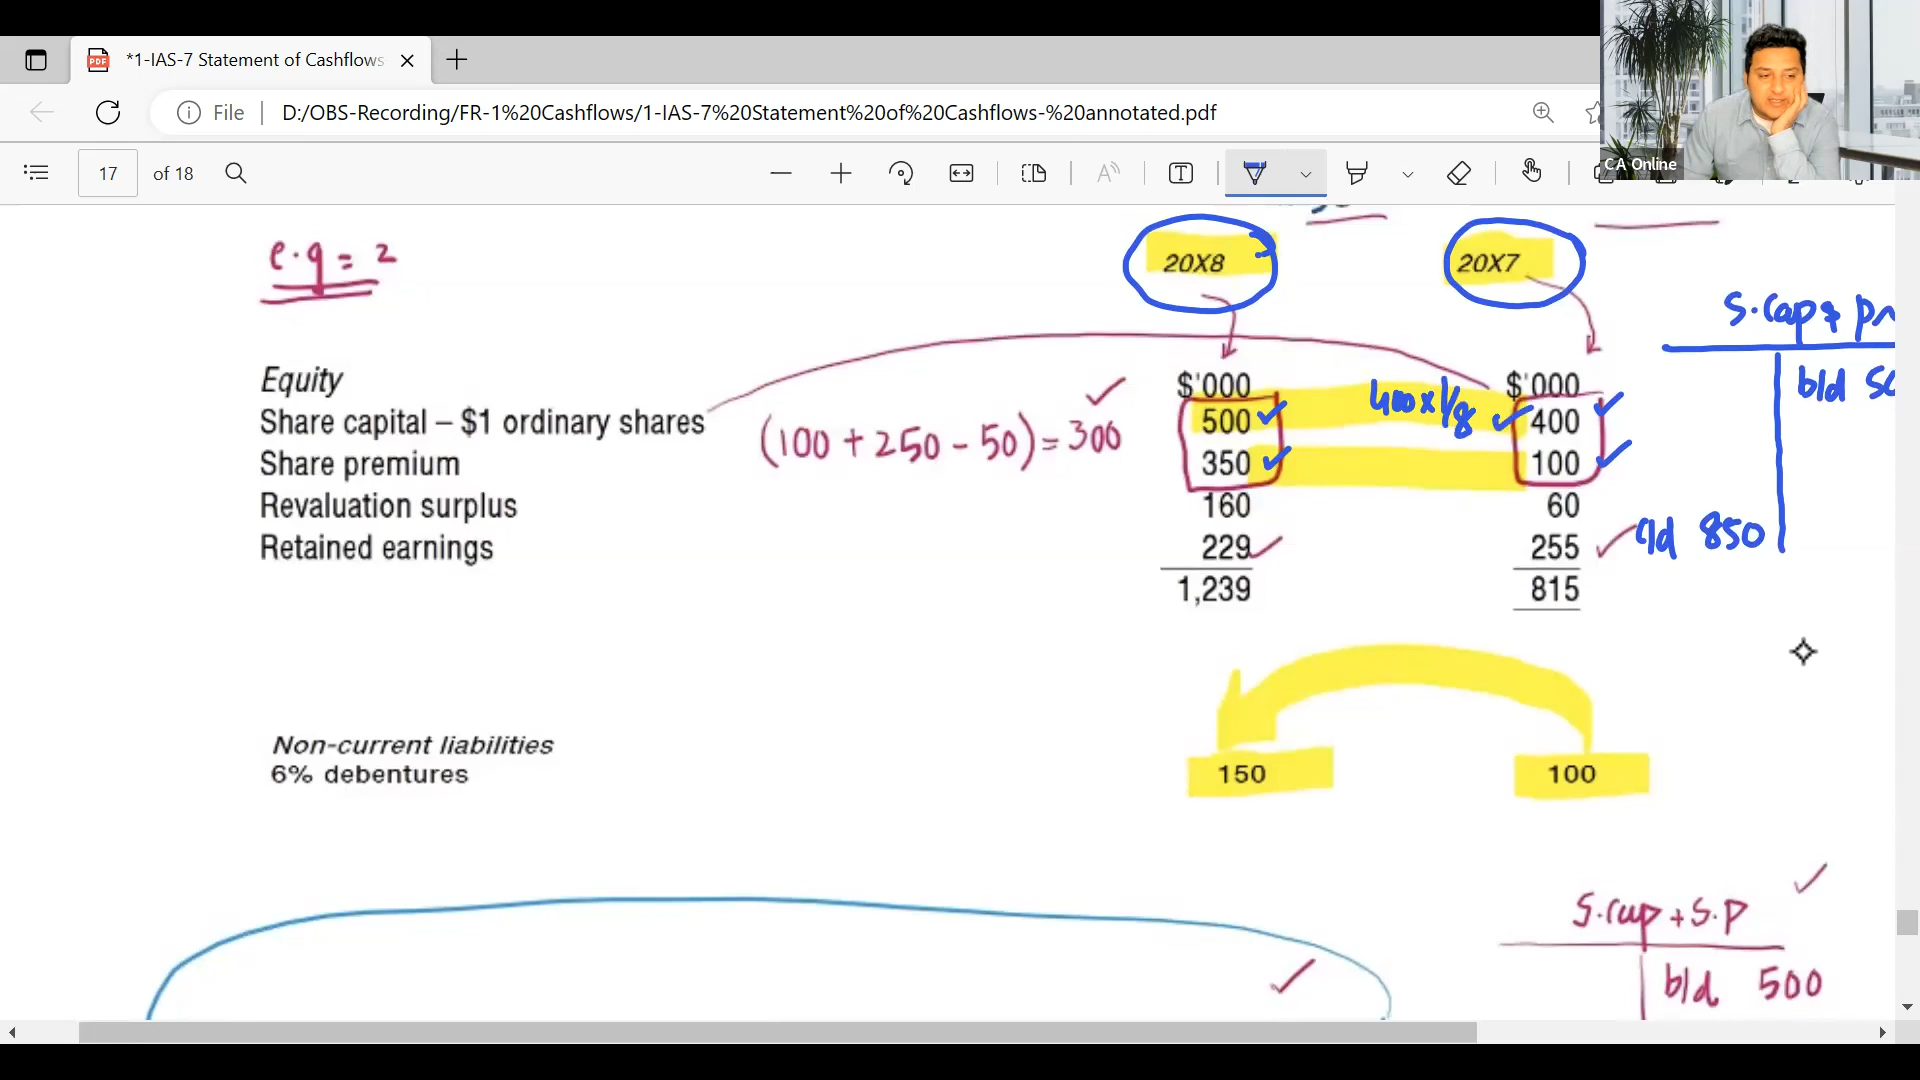 *1-IAS-7 Statement of Cashflows
File D:/OBS-Recording/FR-1%20Cashflows/1-IAS-7%20Statement%20of%20Cashflows-%20annotated.pdf
CA Online
17 of 18
e.g = 2
20X8 20X7
S.cap &
Equity $'000 $'000
b/d
400 x 1/8
Share capital – $1 ordinary shares 500 400
(100 + 250 - 50) = 300
Share premium 350 100
Revaluation surplus 160 60
Retained earnings 229 255
c/d 850
1,239 815
Non-current liabilities
6% debentures 150 100
S.cap + S.P
b/d 500